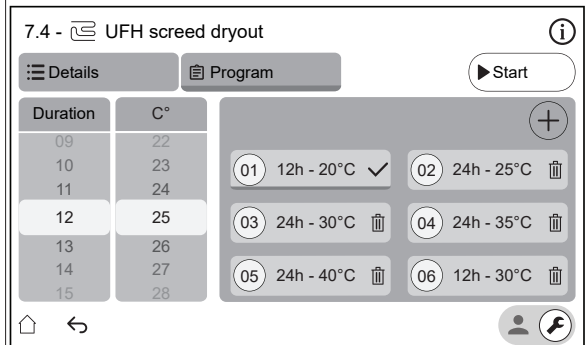 7.4 - UFH screed dryout
Details
Program
Start
Duration
C°
09
22
10
23
11
24
12
25
13
26
14
27
15
28
01 12h - 20°C
02 24h - 25°C
03 24h - 30°C
04 24h - 35°C
05 24h - 40°C
06 12h - 30°C